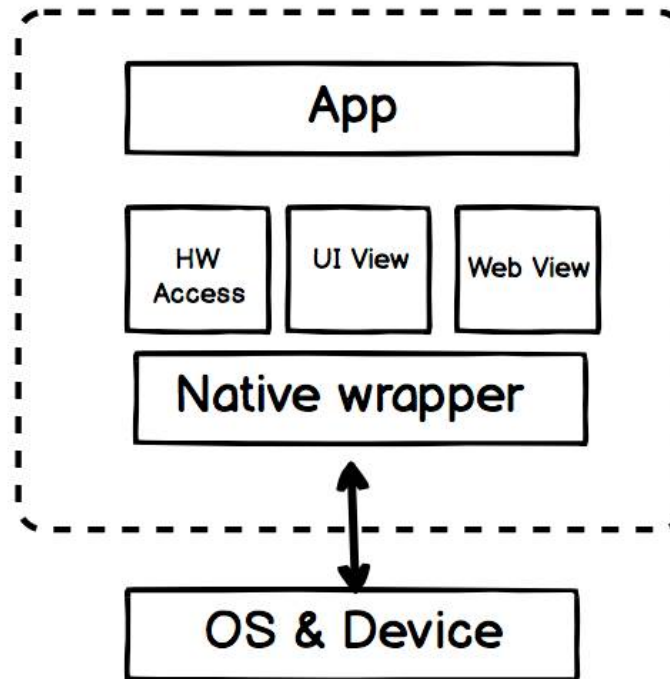 App
HW
Access
UI View
Web View
Native wrapper
OS & Device